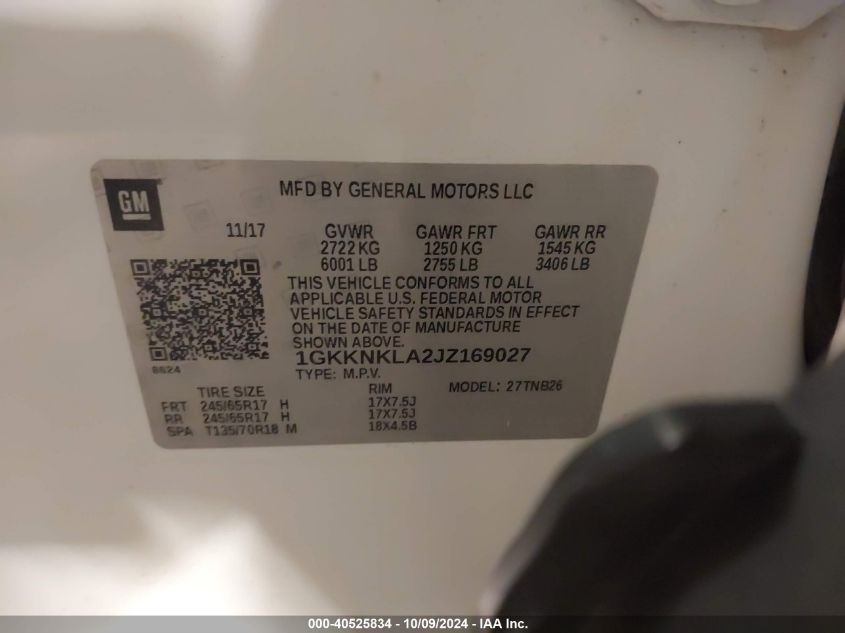 GM
MFD BY GENERAL MOTORS LLC
11/17 GVWR GAWR FRT GAWR RR
2722 KG 1250 KG 1545 KG
6001 LB 2755 LB 3406 LB
THIS VEHICLE CONFORMS TO ALL
APPLICABLE U.S. FEDERAL MOTOR
VEHICLE SAFETY STANDARDS IN EFFECT
ON THE DATE OF MANUFACTURE
SHOWN ABOVE.
1GKKNKLA2JZ169027
8624 TYPE: M.P.V.
TIRE SIZE RIM MODEL: 27TNB26
FRT 245/65R17 H 17X7.5J
RR 245/65R17 H 17X7.5J
SPA T135/70R18 M 18X4.5B
000-40525834 - 10/09/2024 - IAA Inc.